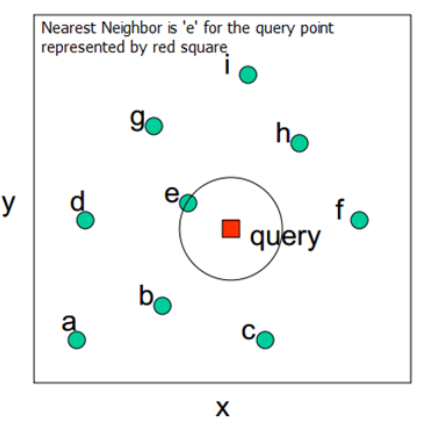 Nearest Neighbor is 'e' for the query point
represented by red square
i
g
h
e
d
f
y
query
b
a
c
x